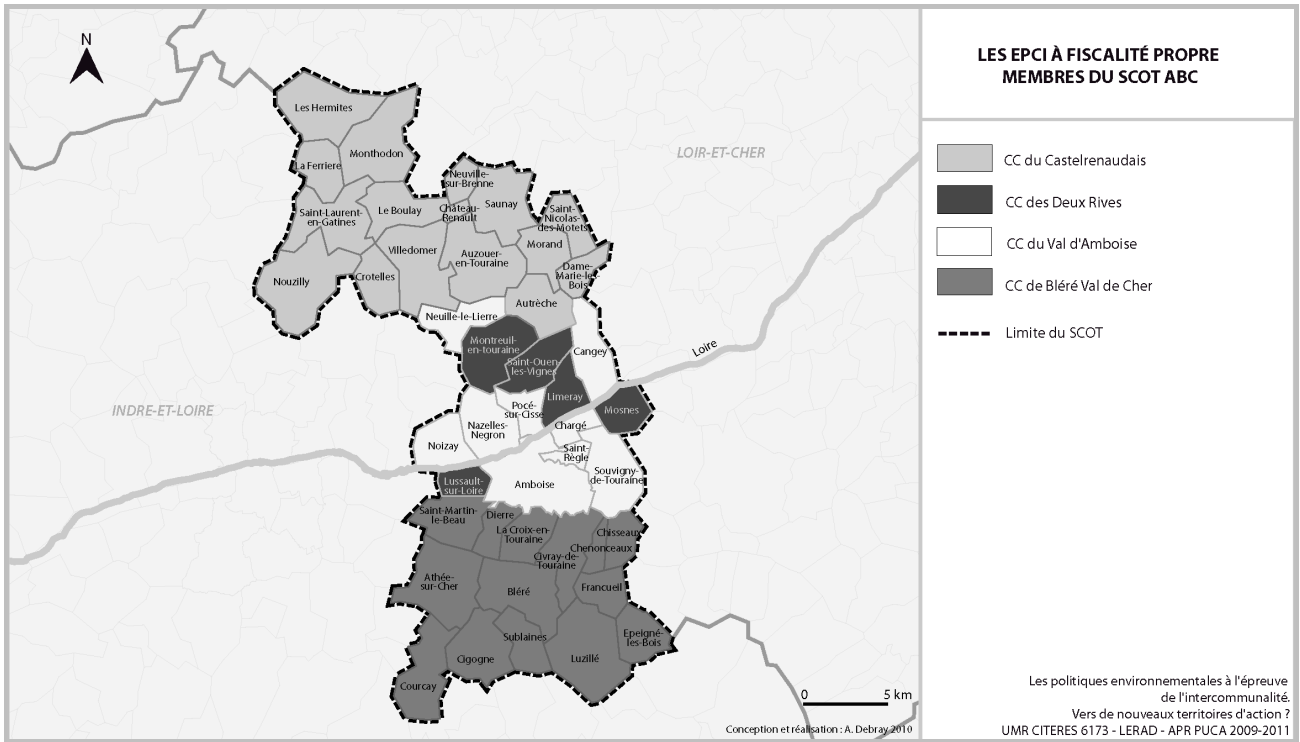 N
Les Hermites
La Ferriere
Monthodon
LOIR-ET-CHER
Neuville-
sur-Brenne
Saint-Laurent-
en-Gatines
Le Boulay
Château-
Renault
Saunay
Saint-
Nicolas-
des-Motets
Villedomer
Auzouer-
en-Touraine
Morand
Nouzilly
Crotelles
Dame-
Marie-les-
Bois
Autrèche
Neuille-le-Lierre
Montreuil-
en-touraine
Saint-Ouen
les-Vignes
Cangey
Loire
INDRE-ET-LOIRE
Limeray
Mosnes
Pocé-
sur-Cisse
Nazelles-
Negron
Chargé
Noizay
Saint-
Règle
Souvigny-
de-Touraine
Lussault-
sur-Loire
Amboise
Saint-Martin-
le-Beau
Dierre
La Croix-en-
Touraine
Chisseaux
Chenonceaux
Civray-de-
Touraine
Athée-
sur-Cher
Bléré
Francueil
Sublaines
Epeigné-
les-Bois
Cigogne
Luzillé
Courcay
0 5 km
Conception et réalisation : A. Debray 2010
LES EPCI À FISCALITÉ PROPRE
MEMBRES DU SCOT ABC
CC du Castelrenaudais
CC des Deux Rives
CC du Val d'Amboise
CC de Bléré Val de Cher
Limite du SCOT
Les politiques environnementales à l'épreuve
de l'intercommunalité.
Vers de nouveaux territoires d'action ?
UMR CITERES 6173 - LERAD - APR PUCA 2009-2011